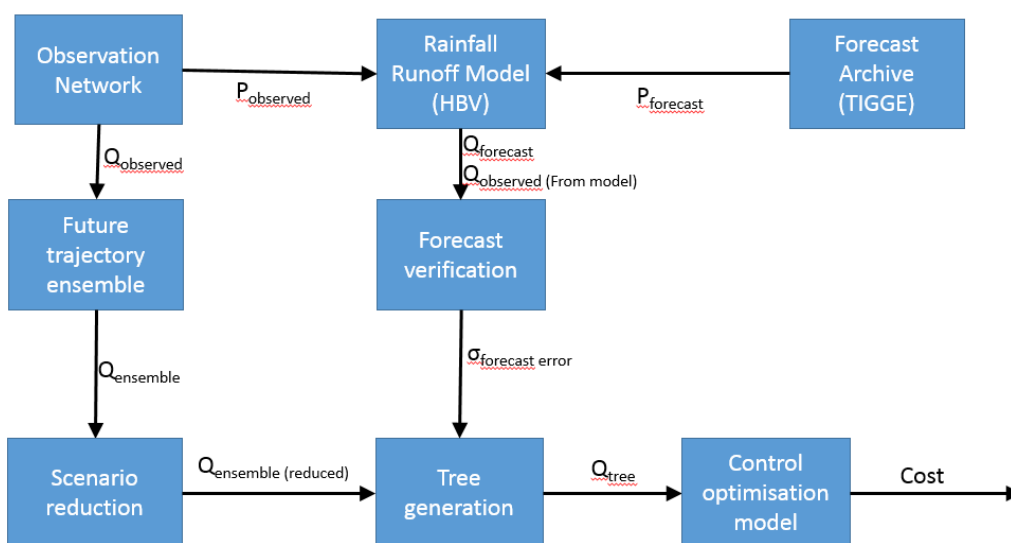 Observation
Network
Rainfall
Runoff Model
(HBV)
Forecast
Archive
(TIGGE)
Pobserved
Pforecast
Qobserved
Qforecast
Qobserved (From model)
Future
trajectory
ensemble
Forecast
verification
Qensemble
σforecast error
Scenario
reduction
Qensemble (reduced)
Tree
generation
Qtree
Control
optimisation
model
Cost